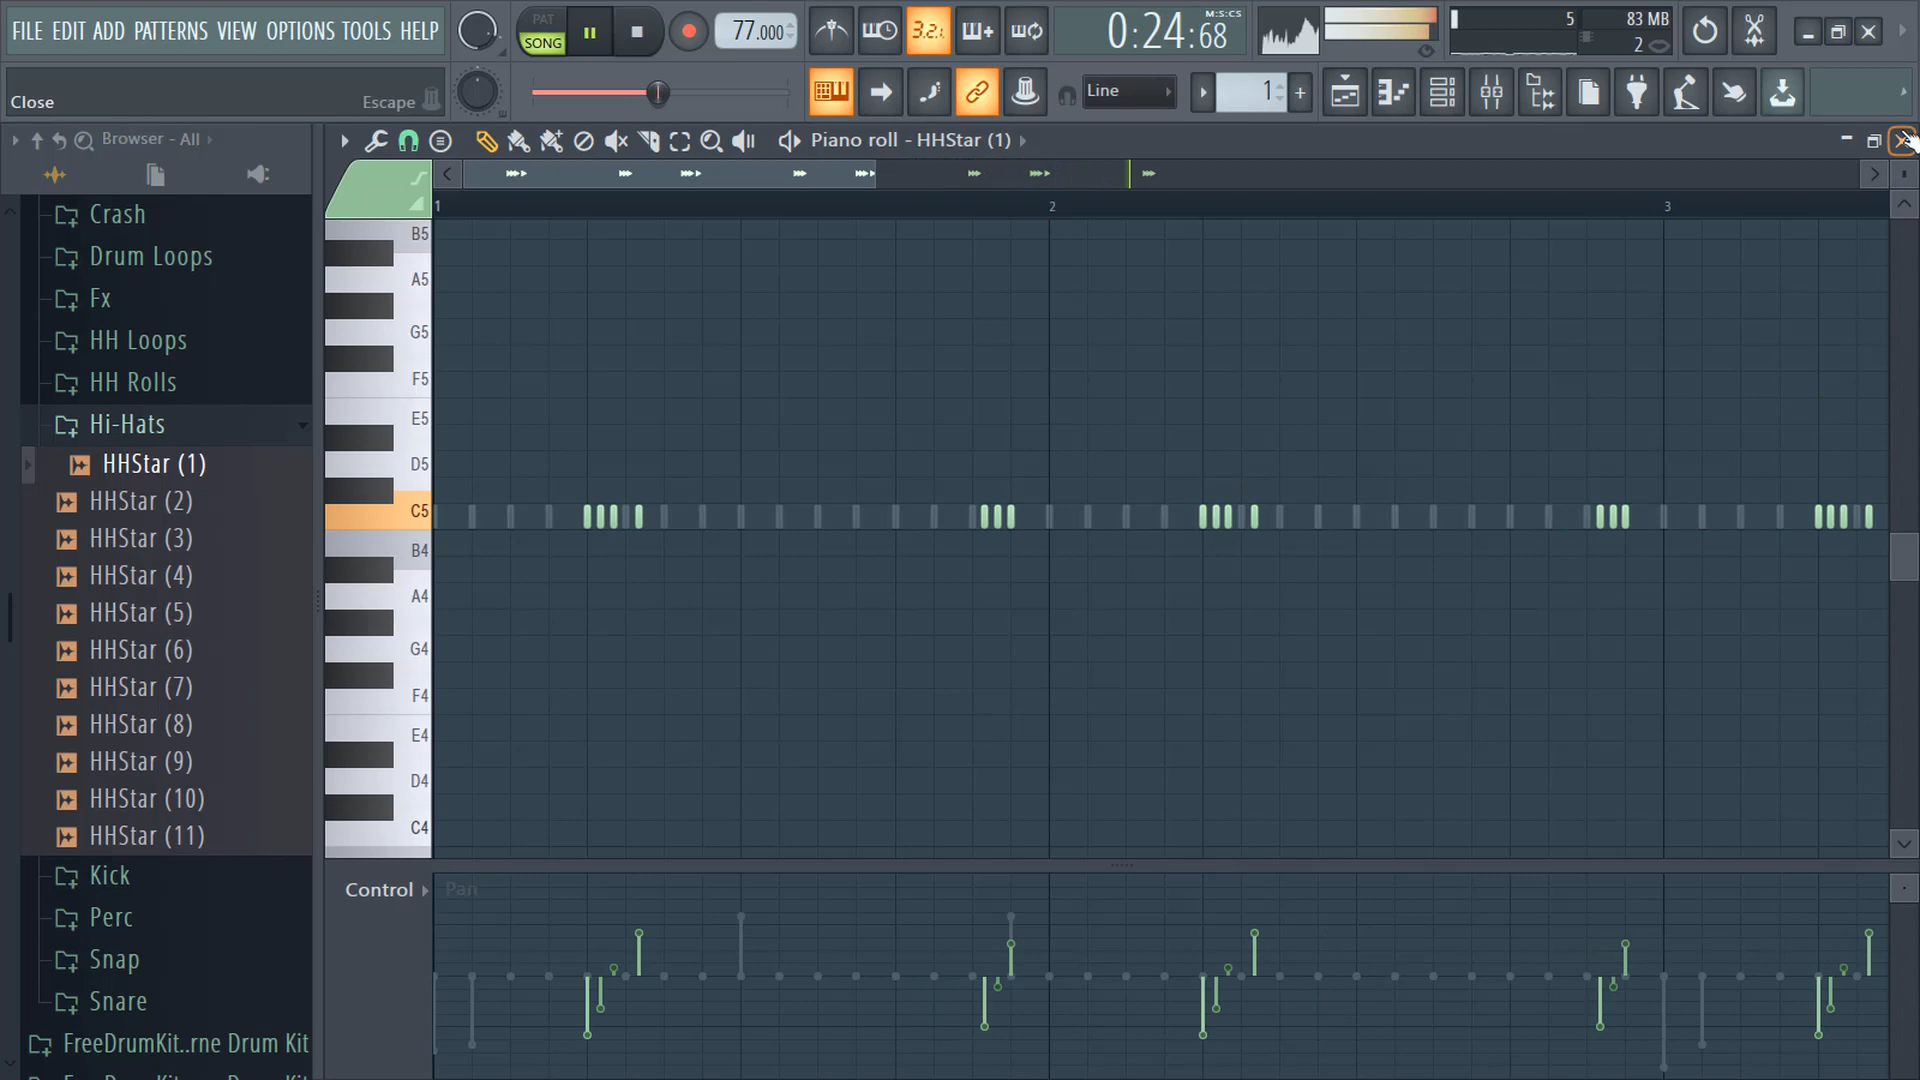 FILE EDIT ADD PATTERNS VIEW OPTIONS TOOLS HELP
PAT
SONG
77.000
3.2.
0:24:68
M:S:CS
5
83 MB
2
Close
Escape
Line
1
Browser - All
Piano roll - HHStar (1)
1
2
3
Crash
Drum Loops
Fx
HH Loops
HH Rolls
Hi-Hats
HHStar (1)
HHStar (2)
HHStar (3)
HHStar (4)
HHStar (5)
HHStar (6)
HHStar (7)
HHStar (8)
HHStar (9)
HHStar (10)
HHStar (11)
Kick
Perc
Snap
Snare
FreeDrumKit..rne Drum Kit
B5
A5
G5
F5
E5
D5
C5
B4
A4
G4
F4
E4
D4
C4
Control
Pan